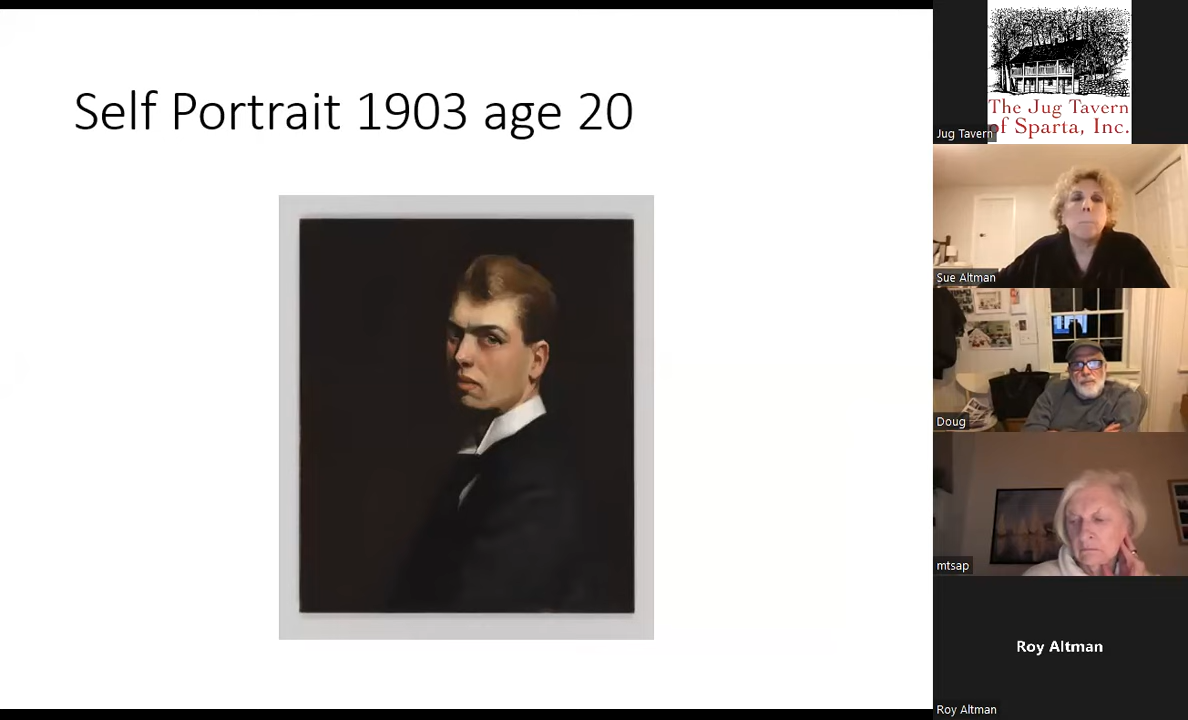 Self Portrait 1903 age 20
The Jug Tavern
of Sparta, Inc.
Jug Tavern
Sue Altman
Doug
mtsap
Roy Altman
Roy Altman